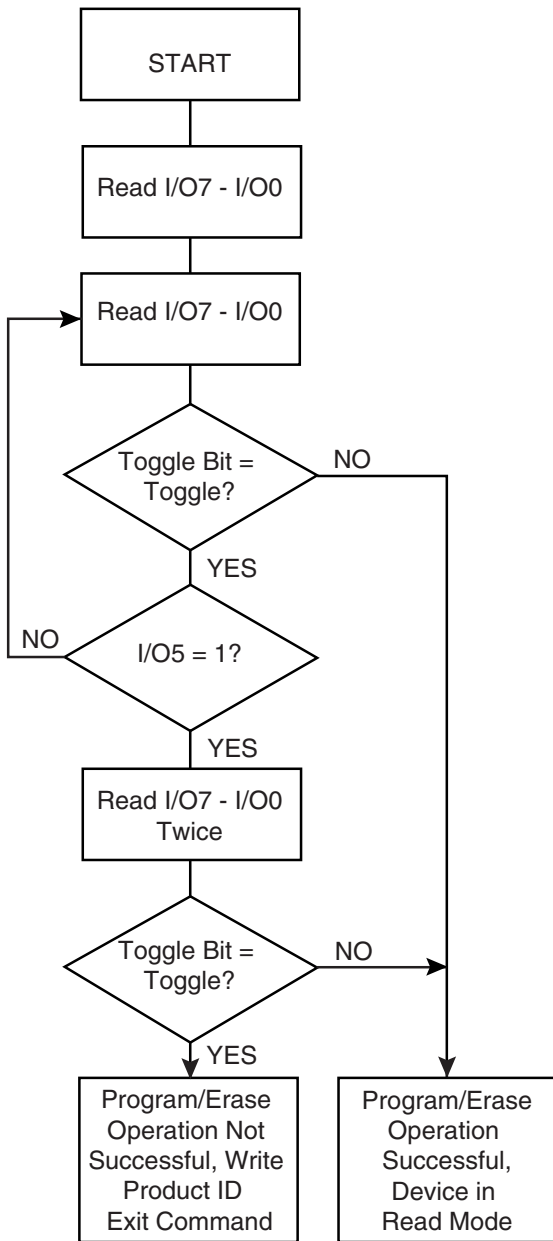 START
Read I/O7 - I/O0
Read I/O7 - I/O0
Toggle Bit =
Toggle?
NO
YES
NO
I/O5 = 1?
YES
Read I/O7 - I/O0
Twice
Toggle Bit =
Toggle?
NO
YES
Program/Erase
Operation Not
Successful, Write
Product ID
Exit Command
Program/Erase
Operation
Successful,
Device in
Read Mode